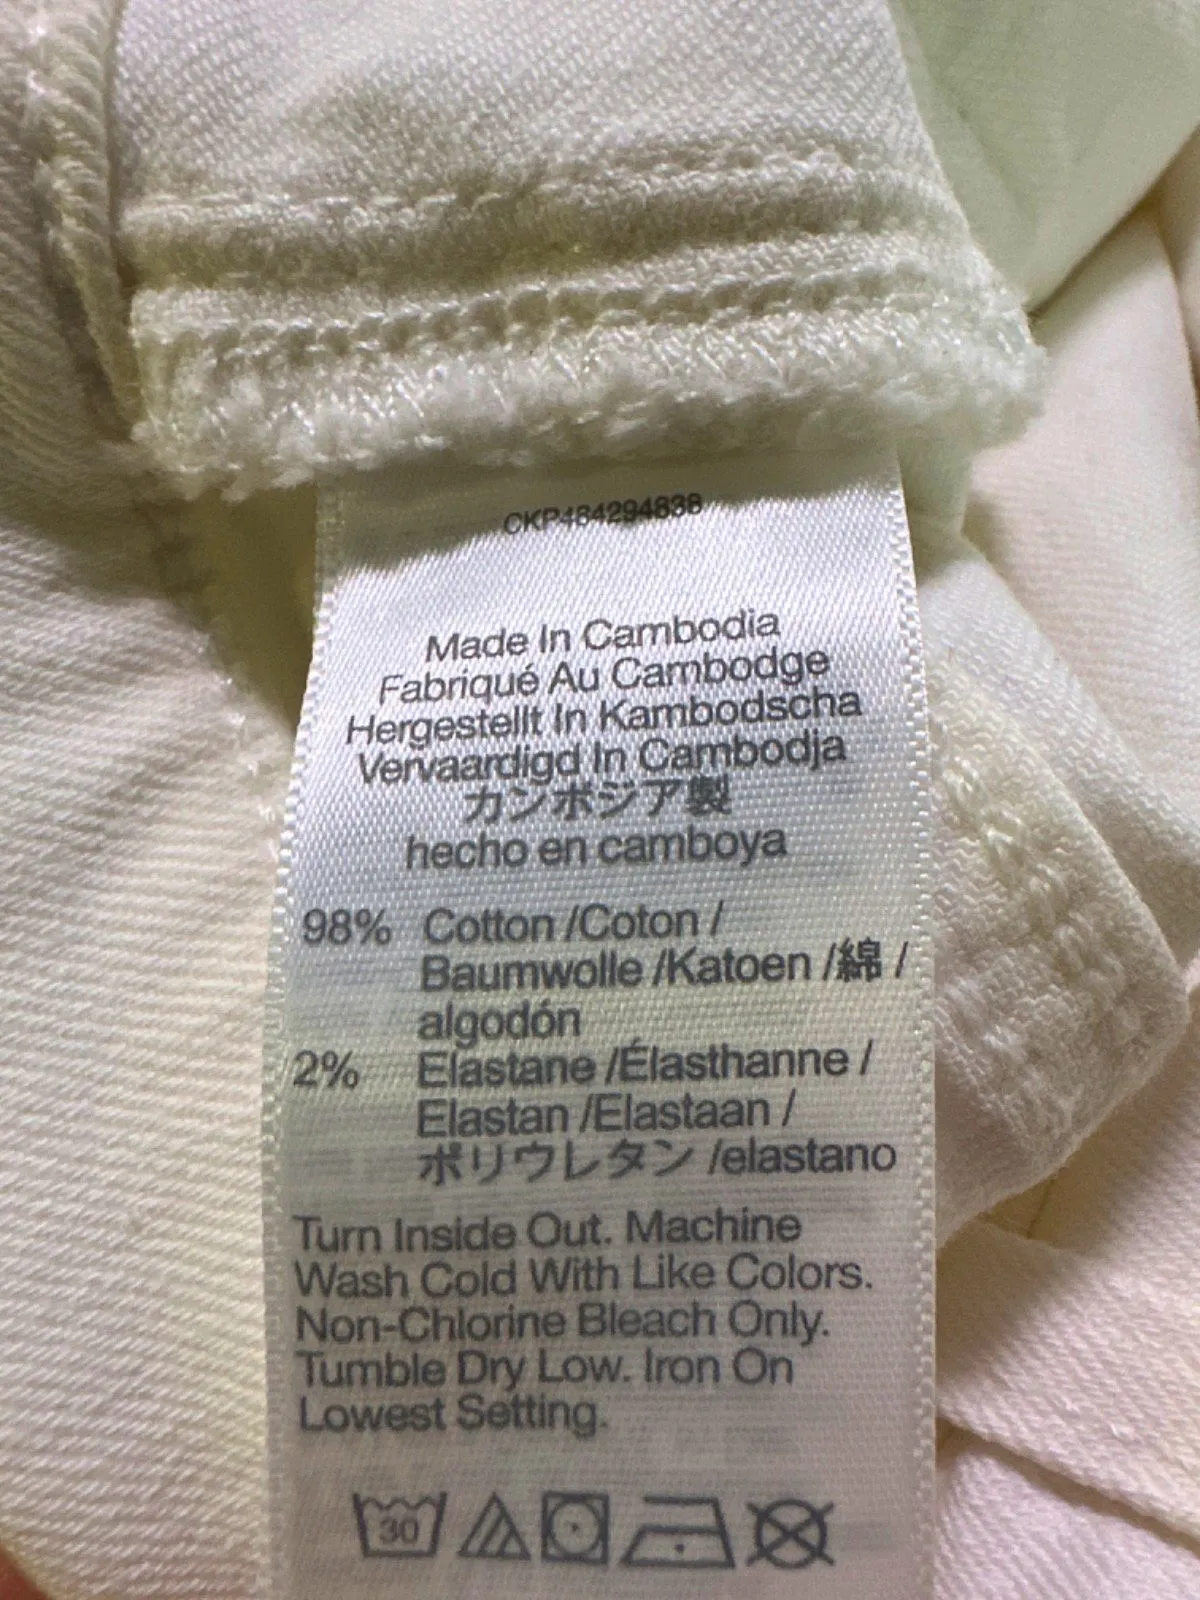 CKP484294838
Made In Cambodia
Fabriqué Au Cambodge
Hergestellt In Kambodscha
Vervaardigd In Cambodja
カンボジア製
hecho en camboya
98% Cotton /Coton /
Baumwolle /Katoen /綿 /
algodón
2% Elastane /Élasthanne /
Elastan /Elastaan /
ポリウレタン /elastano
Turn Inside Out. Machine
Wash Cold With Like Colors.
Non-Chlorine Bleach Only.
Tumble Dry Low. Iron On
Lowest Setting.
30